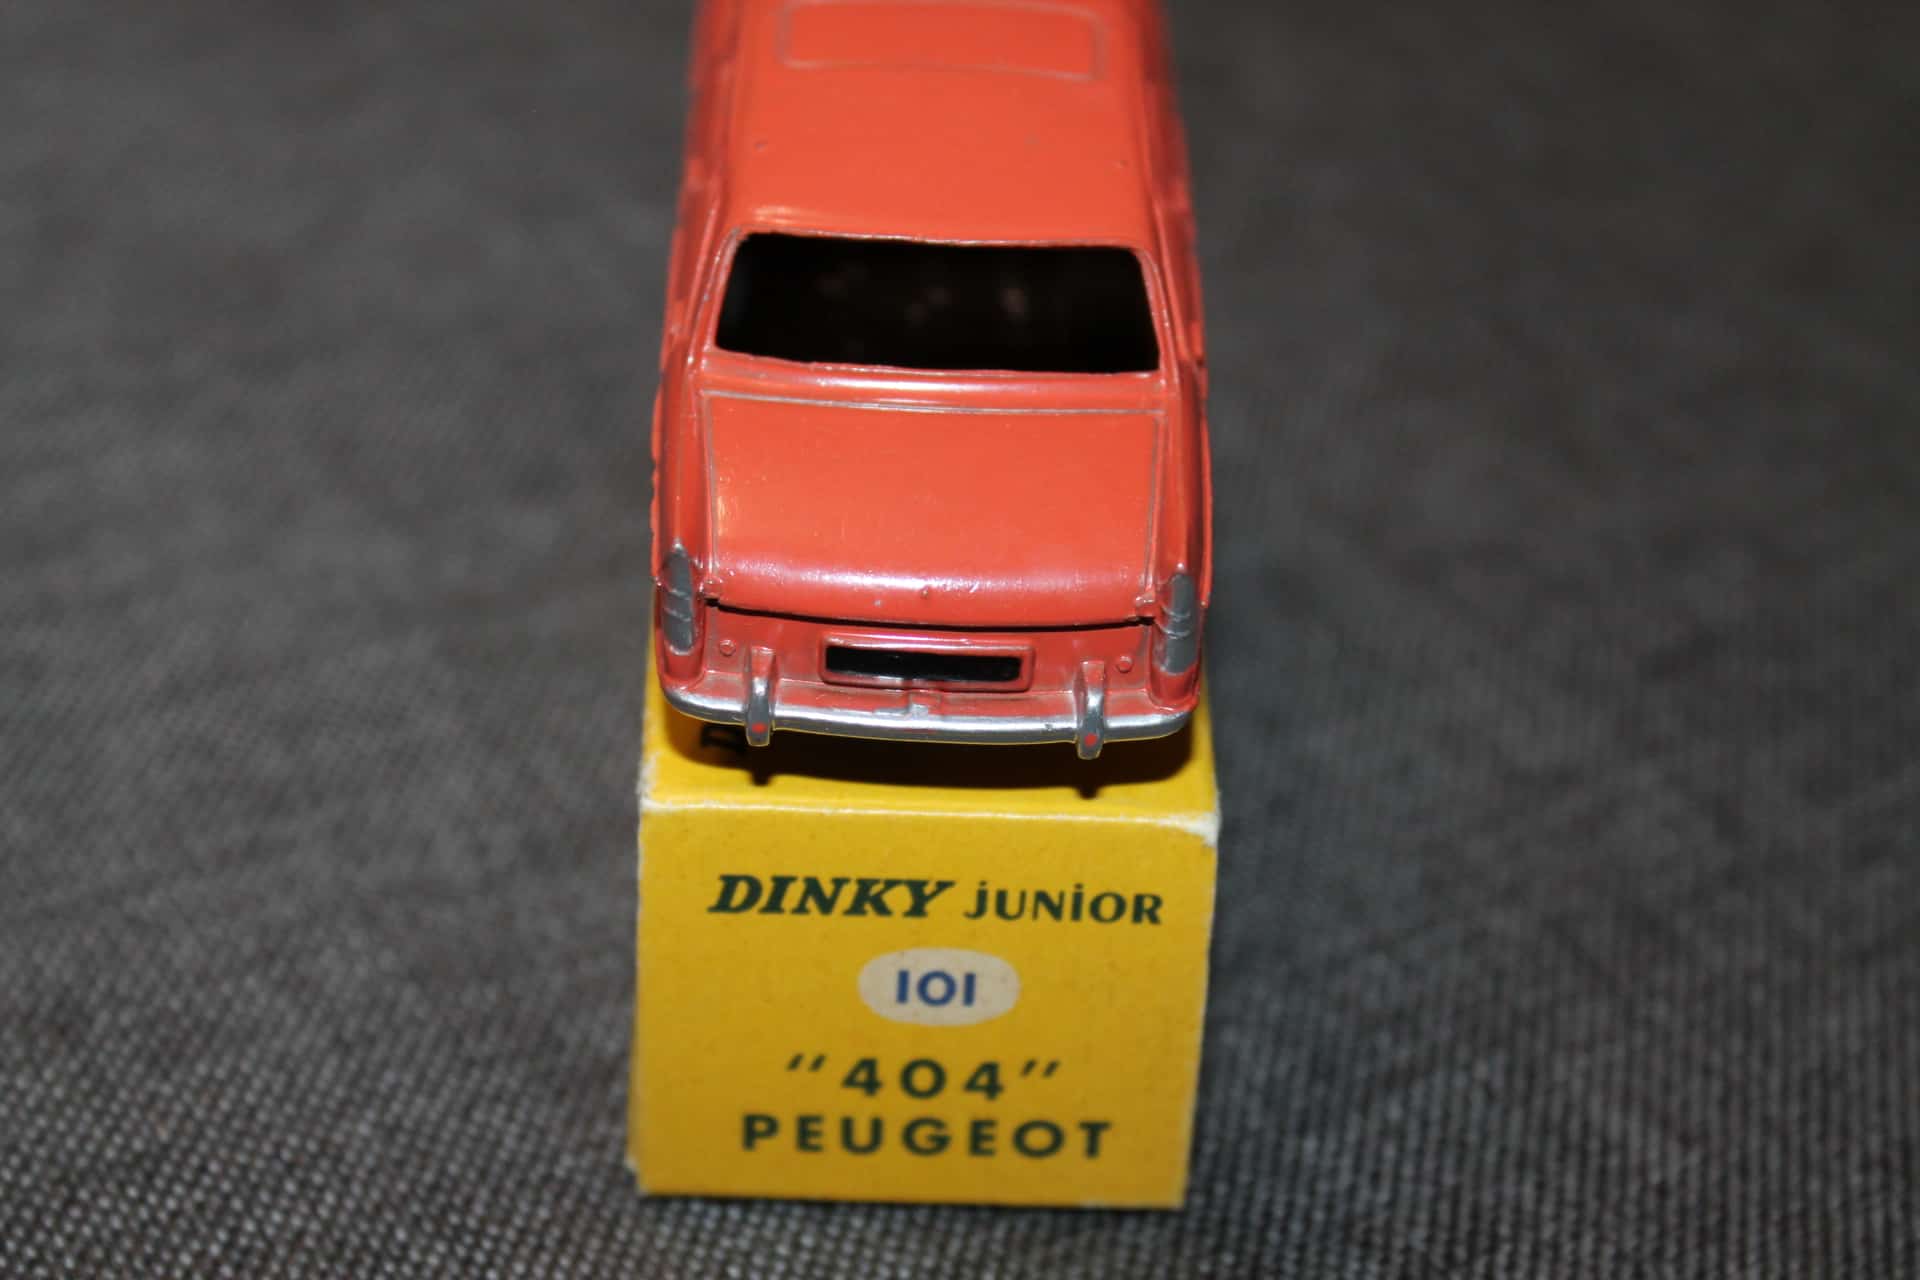 DINKY JUNIOR
101
"404"
PEUGEOT